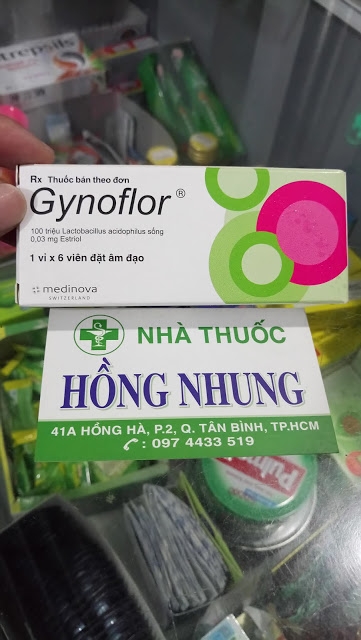 trepsils
Rx Thuốc bán theo đơn
Gynoflor®
100 triệu Lactobacillus acidophilus sống
0,03 mg Estriol
1 vỉ x 6 viên đặt âm đạo
medinova
SWITZERLAND
NHÀ THUỐC
HỒNG NHUNG
41A HỒNG HÀ, P.2, Q. TÂN BÌNH, TP.HCM
: 097 4433 519